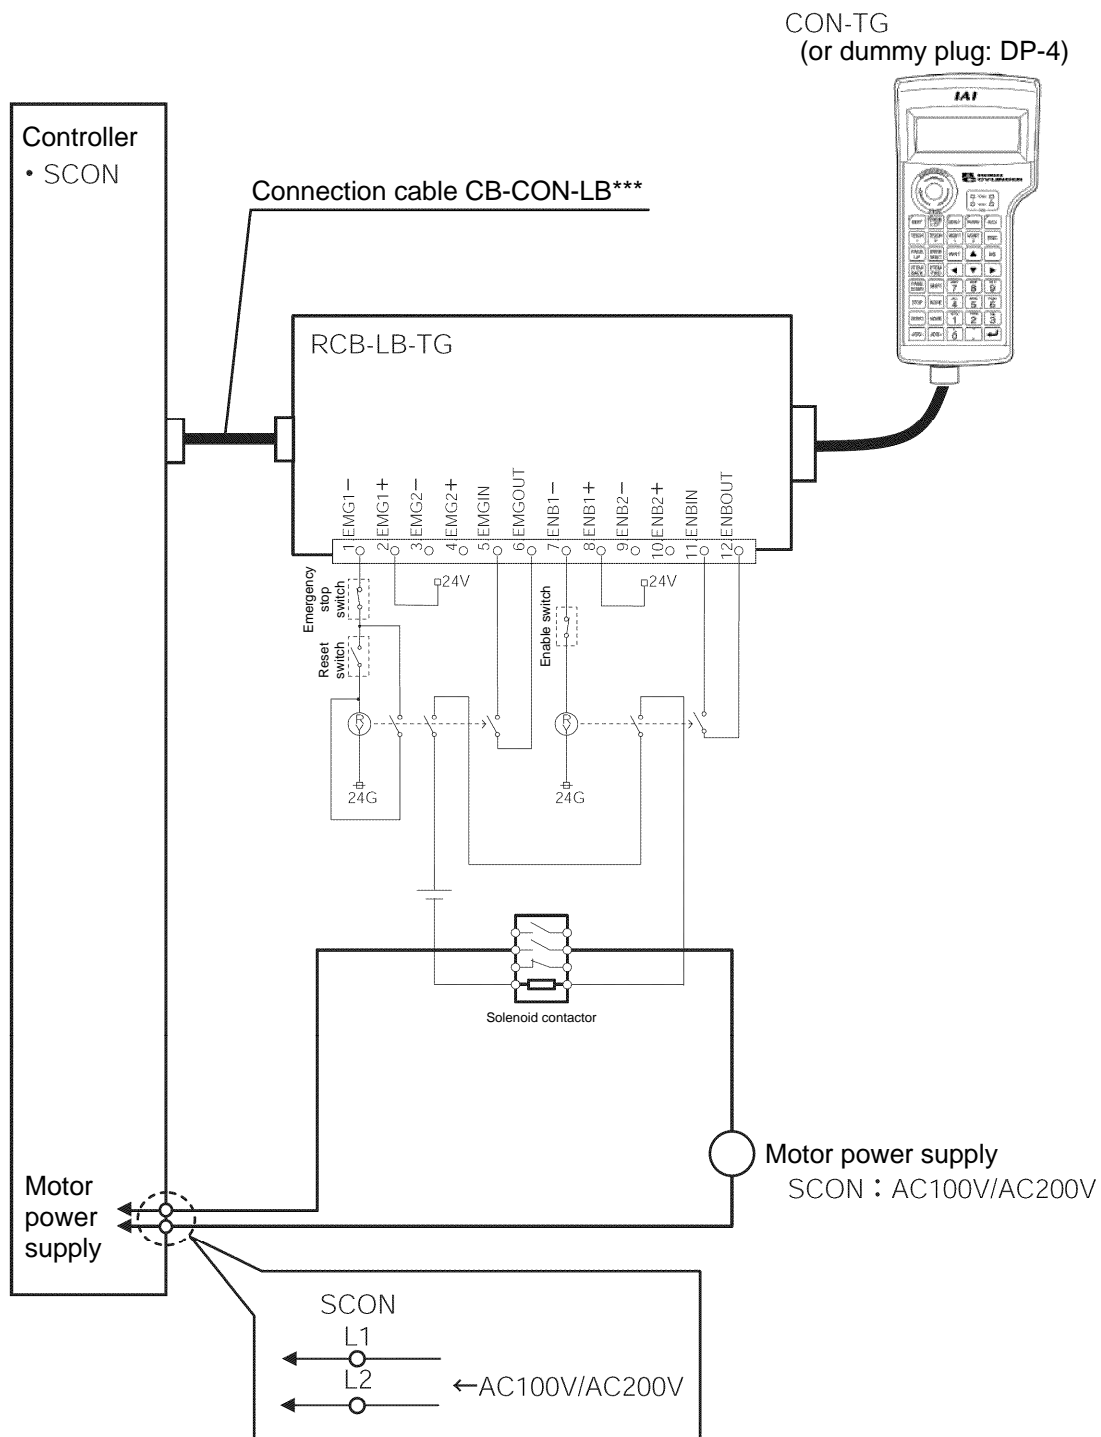 CON-TG
(or dummy plug: DP-4)
IAI
Controller
・SCON
Connection cable CB-CON-LB***
RCB-LB-TG
1 EMG1−
2 EMG1+
3 EMG2−
4 EMG2+
5 EMGIN
6 EMGOUT
7 ENB1−
8 ENB1+
9 ENB2−
10 ENB2+
11 ENBIN
12 ENBOUT
24V
24V
Emergency
stop
switch
Enable switch
Reset
switch
RY
RY
24G
24G
Solenoid contactor
Motor power supply
SCON：AC100V/AC200V
Motor
power
supply
SCON
L1
L2
←AC100V/AC200V